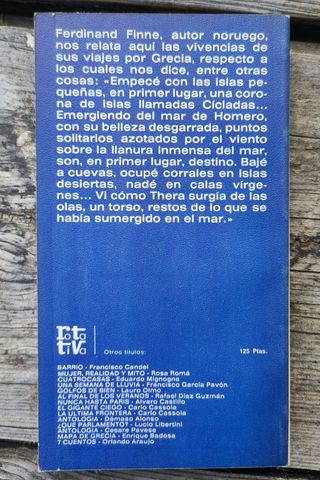 Ferdinand Finne, autor noruego,
nos relata aquí las vivencias de
sus viajes por Grecia, respecto a
los cuales nos dice, entre otras
cosas: «Empecé con las islas pe-
queñas, en primer lugar, una coro-
na de islas llamadas Cícladas...
Emergiendo del mar de Homero,
con su belleza desgarrada, puntos
solitarios azotados por el viento
sobre la llanura inmensa del mar,
son, en primer lugar, destino. Bajé
a cuevas, ocupé corrales en islas
desiertas, nadé en calas vírge-
nes... Vi cómo Thera surgía de las
olas, un torso, restos de lo que se
había sumergido en el mar.»
rotativa
Otros títulos:
125 Ptas.
BARRIO - Francisco Candel
MUJER, REALIDAD Y MITO - Rosa Romá
CUATROCASAS - Eduardo Mignogna
UNA SEMANA DE LLUVIA - Francisco García Pavón
GOLFOS DE BIEN - Lauro Olmo
AL FINAL DE LOS VERANOS - Rafael Díaz Guzmán
NUNCA HASTA PARIS - Alvaro Castillo
EL GIGANTE CIEGO - Carlo Cassola
LA ULTIMA FRONTERA - Carlo Cassola
ANTOLOGIA - Dámaso Alonso
¿QUE PARLAMENTO? - Lucio Libertini
ANTOLOGIA - Cesare Pavese
MAPA DE GRECIA - Enrique Badosa
7 CUENTOS - Orlando Araujo